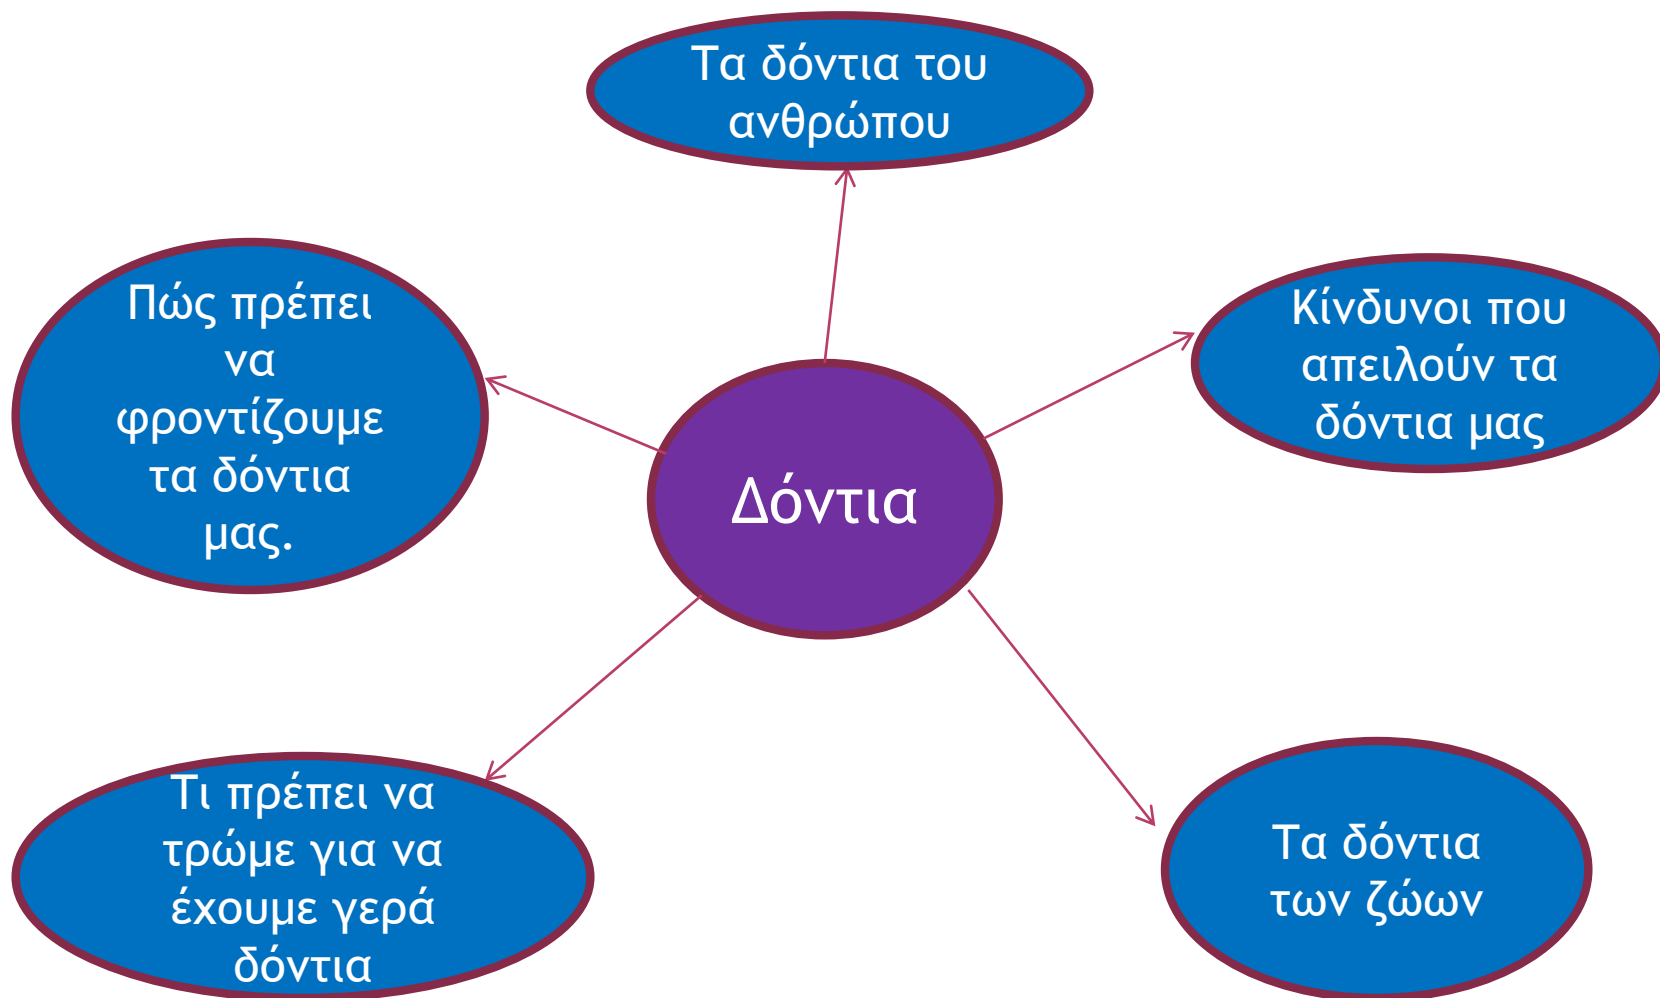 Τα δόντια του
ανθρώπου
Πώς πρέπει
να
φροντίζουμε
τα δόντια
μας.
Κίνδυνοι που
απειλούν τα
δόντια μας
Δόντια
Τι πρέπει να
τρώμε για να
έχουμε γερά
δόντια
Τα δόντια
των ζώων